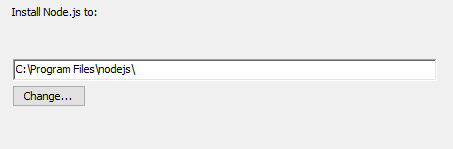 Install Node.js to:
C:\Program Files\nodejs\
Change...